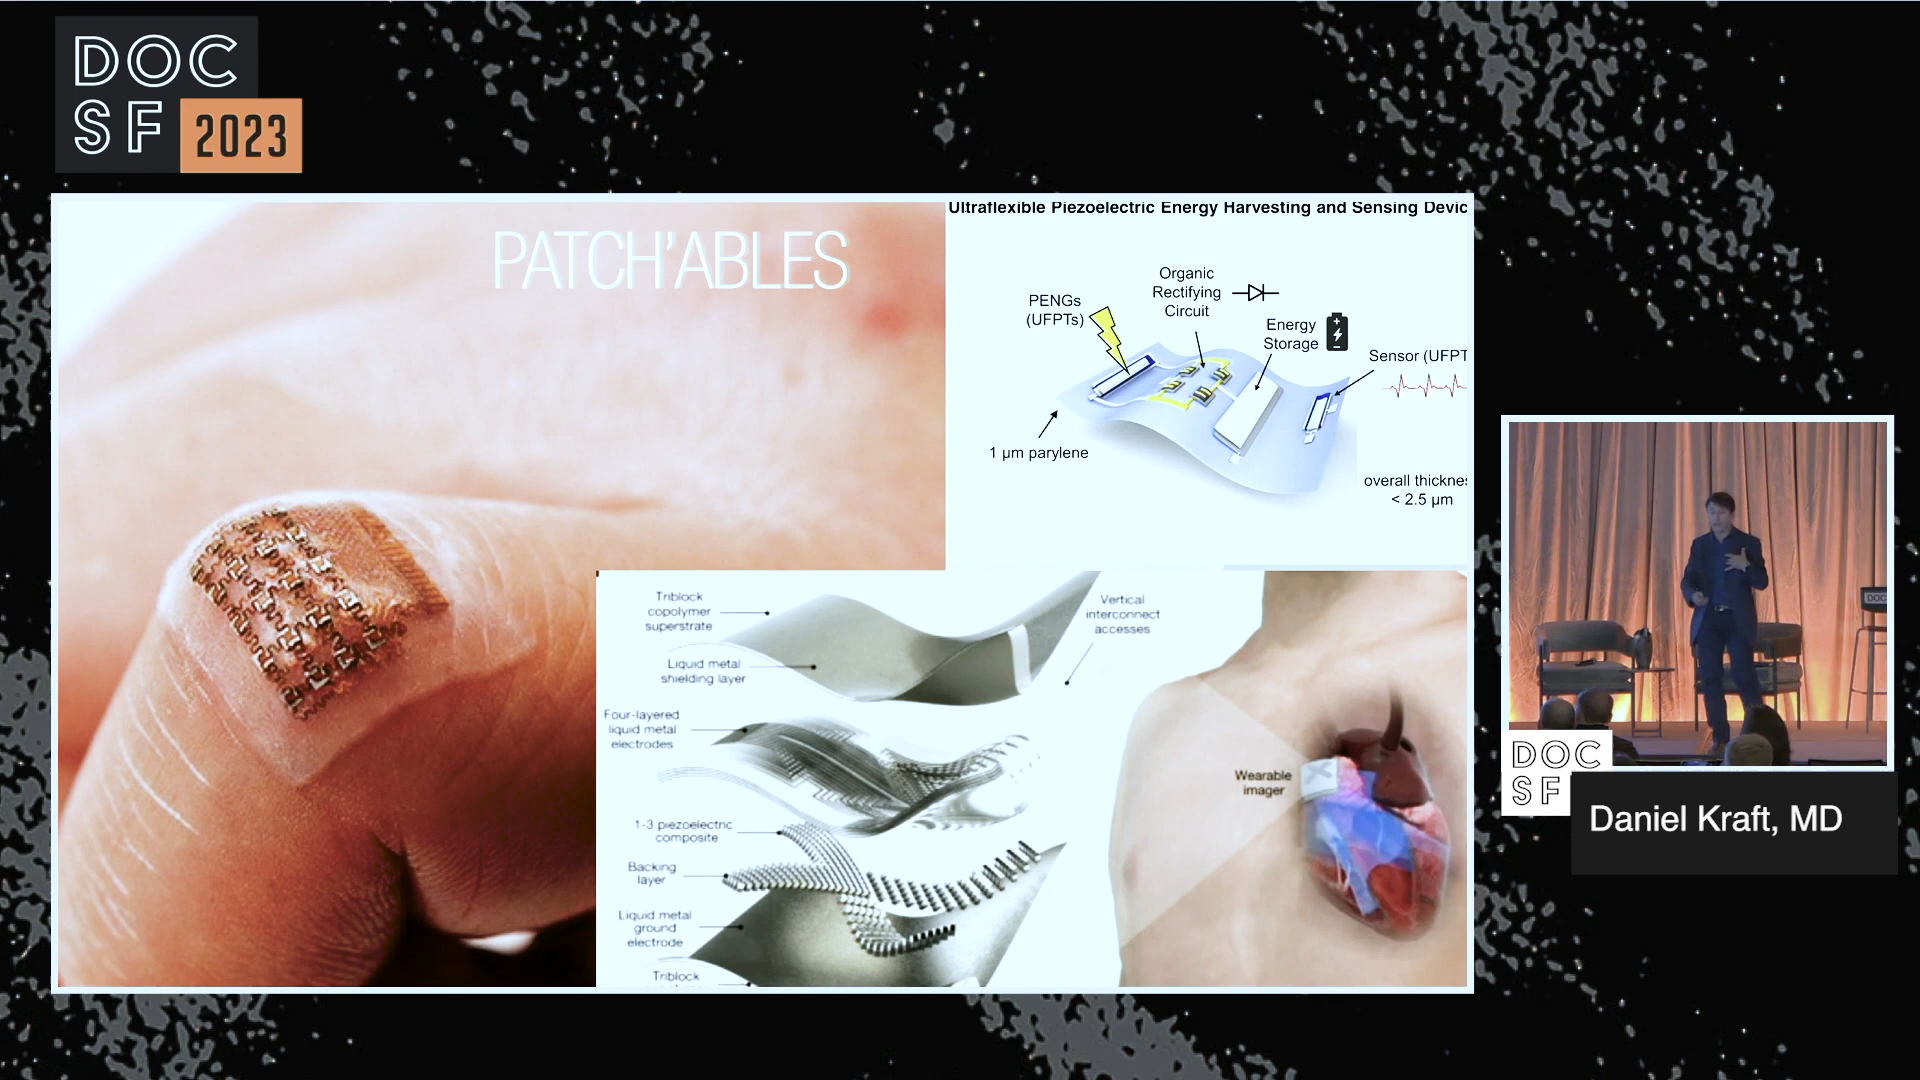 DOC
SF 2023
PATCH'ABLES
Ultraflexible Piezoelectric Energy Harvesting and Sensing Devic
Organic
Rectifying
Circuit
PENGs
(UFPTs)
Energy
Storage
Sensor (UFPT
1 µm parylene
overall thicknes
< 2.5 µm
Triblock
copolymer
superstrate
Vertical
interconnect
accesses
Liquid metal
shielding layer
Four-layered
liquid metal
electrodes
1-3 piezoelectric
composite
Backing
layer
Liquid metal
ground
electrode
Triblock
Wearable
imager
DOC
DOC
SF
Daniel Kraft, MD